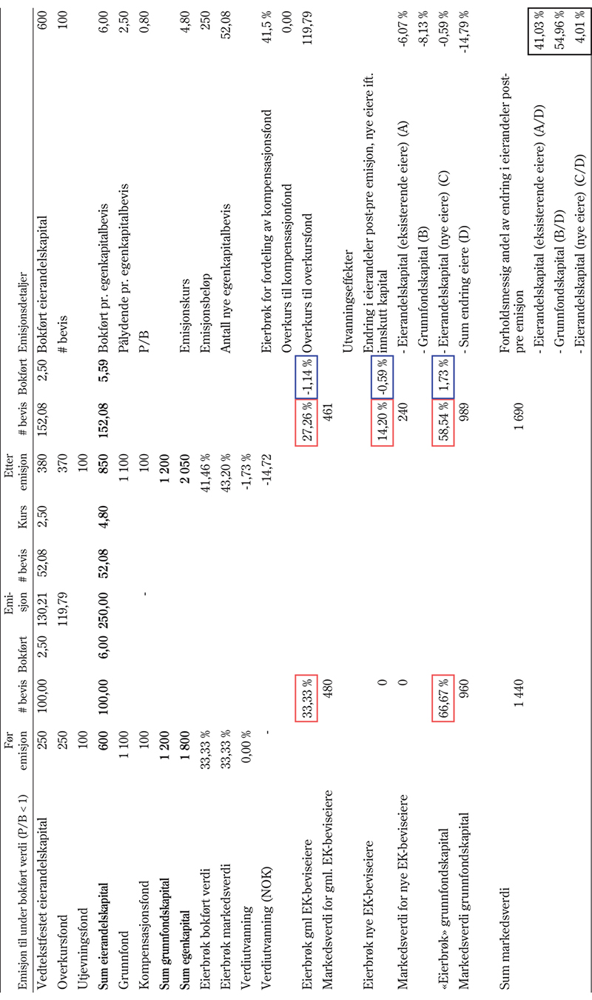 Emisjon til under bokført verdi (P/B < 1) Før emisjon # bevis Bokført Emi-sjon # bevis Kurs Etter emisjon # bevis Bokført Emisjonsdetaljer
Vedtekstfestet eierandelskapital 250 100,00 2,50 130,21 52,08 2,50 380 152,08 2,50 Bokført eierandelskapital 600
Overkursfond 250 119,79 370 # bevis 100
Utjevningsfond 100 100
Sum eierandelskapital 600 100,00 6,00 250,00 52,08 4,80 850 152,08 5,59 Bokført pr. egenkapitalbevis 6,00
Grunnfond 1 100 1 100 Pålydende pr. egenkapitalbevis 2,50
Kompensasjonsfond 100 - 100 P/B 0,80
Sum grunnfondskapital 1 200 1 200
Sum egenkapital 1 800 2 050 Emisjonskurs 4,80
Eierbrøk bokført verdi 33,33 % 41,46 % Emisjonsbeløp 250
Eierbrøk markedsverdi 33,33 % 43,20 % Antall nye egenkapitalbevis 52,08
Verdiutvanning 0,00 % -1,73 %
Verdiutvanning (NOK) - -14,72 Eierbrøk for fordeling av kompensasjonsfond 41,5 %
Overkurs til kompensasjonfond 0,00
Eierbrøk gml EK-beviseiere 33,33 % 27,26 % -1,14 % Overkurs til overkursfond 119,79
Markedsverdi for gml. EK-beviseiere 480 461
Utvanningseffekter
Eierbrøk nye EK-beviseiere 0 14,20 % -0,59 % Endring i eierandeler post-pre emisjon, nye eiere ift.
innskutt kapital
Markedsverdi for nye EK-beviseiere 0 240 - Eierandelskapital (eksisterende eiere) (A) -6,07 %
- Grunnfondskapital (B) -8,13 %
«Eierbrøk» grunnfondskapital 66,67 % 58,54 % 1,73 % - Eierandelskapital (nye eiere) (C) -0,59 %
Markedsverdi grunnfondskapital 960 989 - Sum endring eiere (D) -14,79 %
Sum markedsverdi 1 440 1 690 Forholdsmessig andel av endring i eierandeler post-
pre emisjon
- Eierandelskapital (eksisterende eiere) (A/D) 41,03 %
- Grunnfondskapital (B/D) 54,96 %
- Eierandelskapital (nye eiere) (C/D) 4,01 %